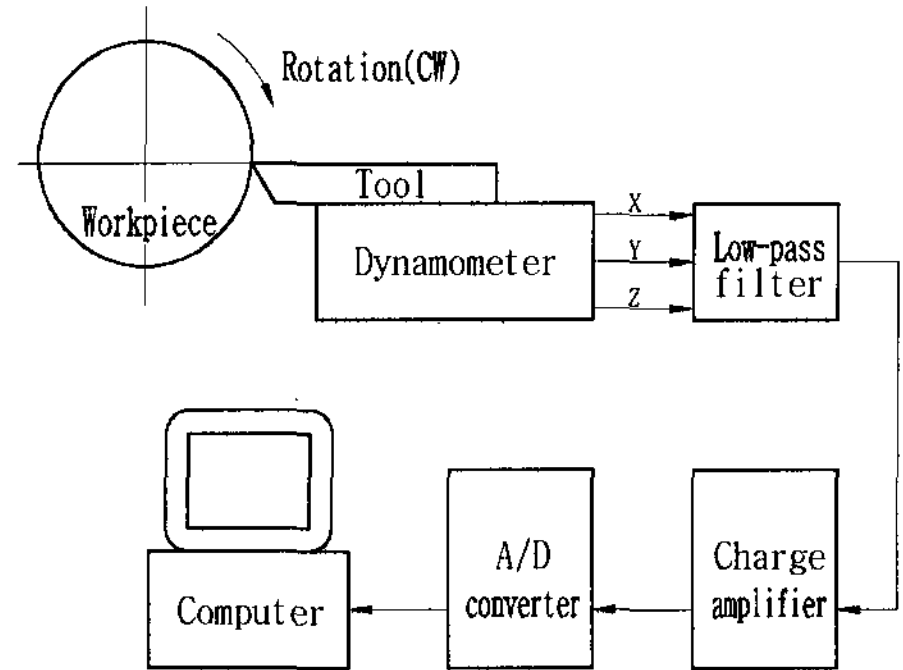 Rotation(CW)
Tool
Workpiece
X
Y
Z
Dynamometer
Low-pass
filter
A/D
converter
Charge
amplifier
Computer